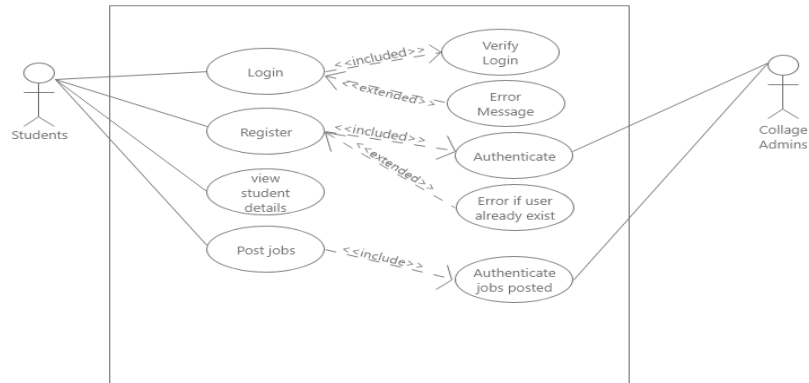 Students
Login
Register
view
student
details
Post jobs
<<included>>
<<extended>>
<<included>>
<<extended>>
<<include>>
Verify
Login
Error
Message
Authenticate
Error if user
already exist
Authenticate
jobs posted
Collage
Admins